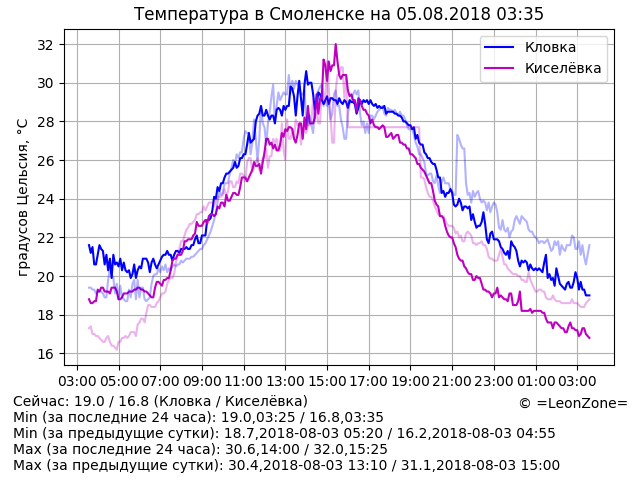 Температура в Смоленске на 05.08.2018 03:35
Кловка
Киселёвка
градусов Цельсия, °C
32
30
28
26
24
22
20
18
16
03:00 05:00 07:00 09:00 11:00 13:00 15:00 17:00 19:00 21:00 23:00 01:00 03:00
Сейчас: 19.0 / 16.8 (Кловка / Киселёвка)
© =LeonZone=
Min (за последние 24 часа): 19.0,03:25 / 16.8,03:35
Min (за предыдущие сутки): 18.7,2018-08-03 05:20 / 16.2,2018-08-03 04:55
Max (за последние 24 часа): 30.6,14:00 / 32.0,15:25
Max (за предыдущие сутки): 30.4,2018-08-03 13:10 / 31.1,2018-08-03 15:00